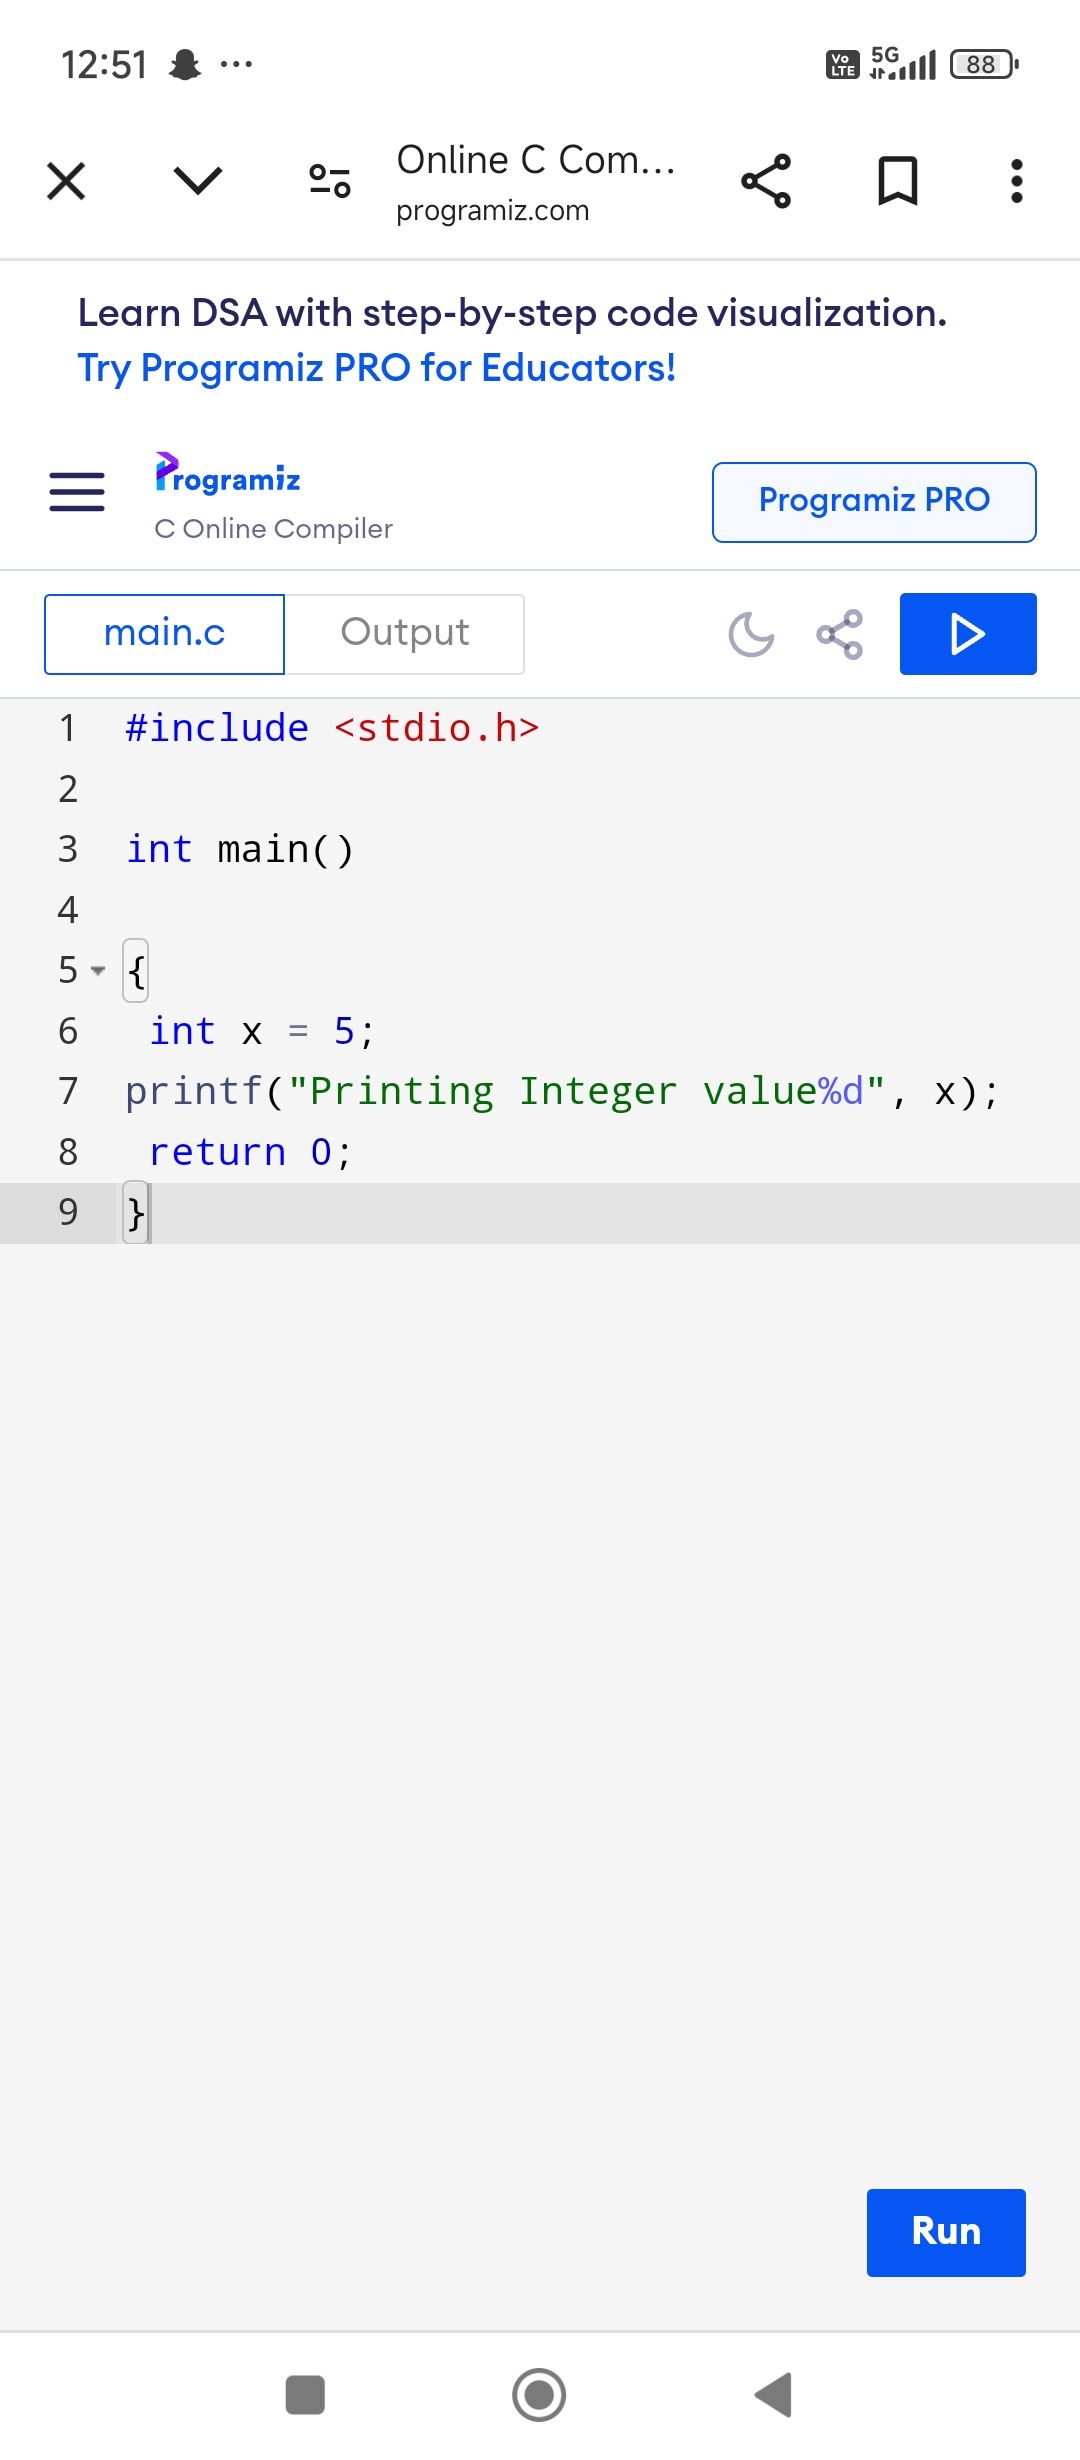 12:51 ...
Vo LTE 5G 88
Online C Com...
programiz.com
Learn DSA with step-by-step code visualization.
Try Programiz PRO for Educators!
Programiz
C Online Compiler
Programiz PRO
main.c Output
1 #include <stdio.h>
2
3 int main()
4
5 {
6 int x = 5;
7 printf("Printing Integer value%d", x);
8 return 0;
9 }
Run